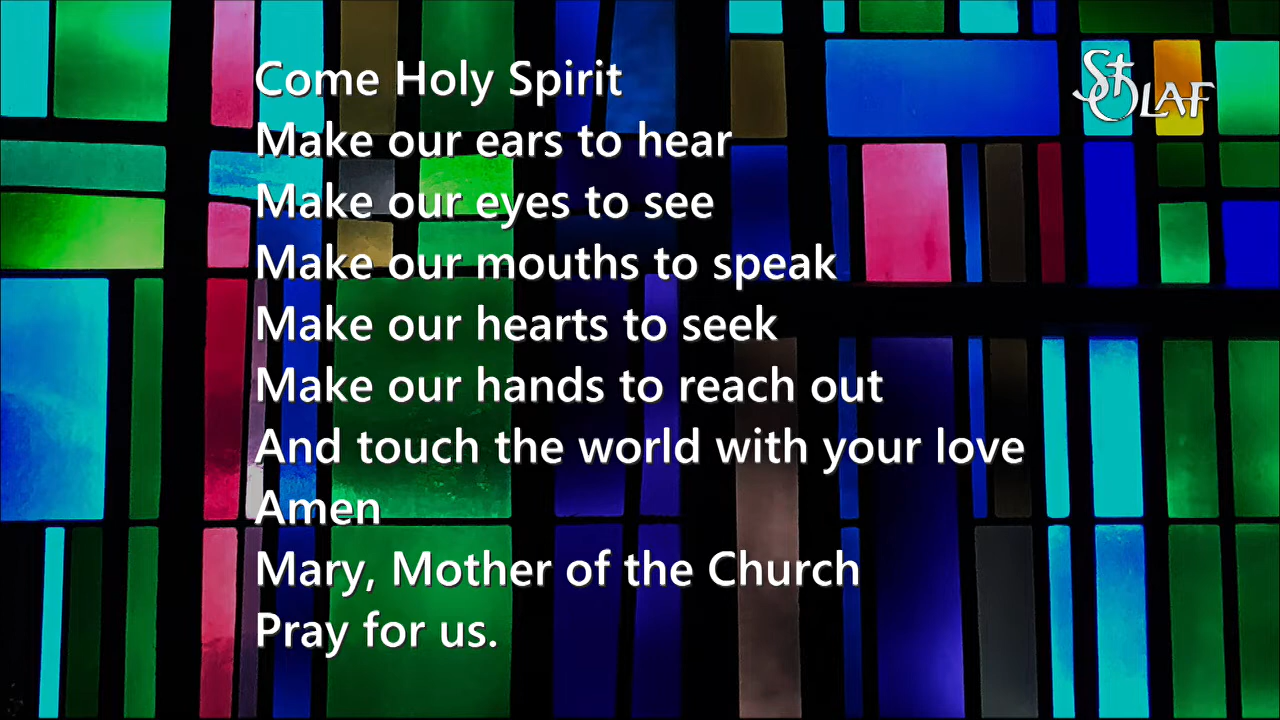 Come Holy Spirit
Make our ears to hear
Make our eyes to see
Make our mouths to speak
Make our hearts to seek
Make our hands to reach out
And touch the world with your love
Amen
Mary, Mother of the Church
Pray for us.
St OLAF